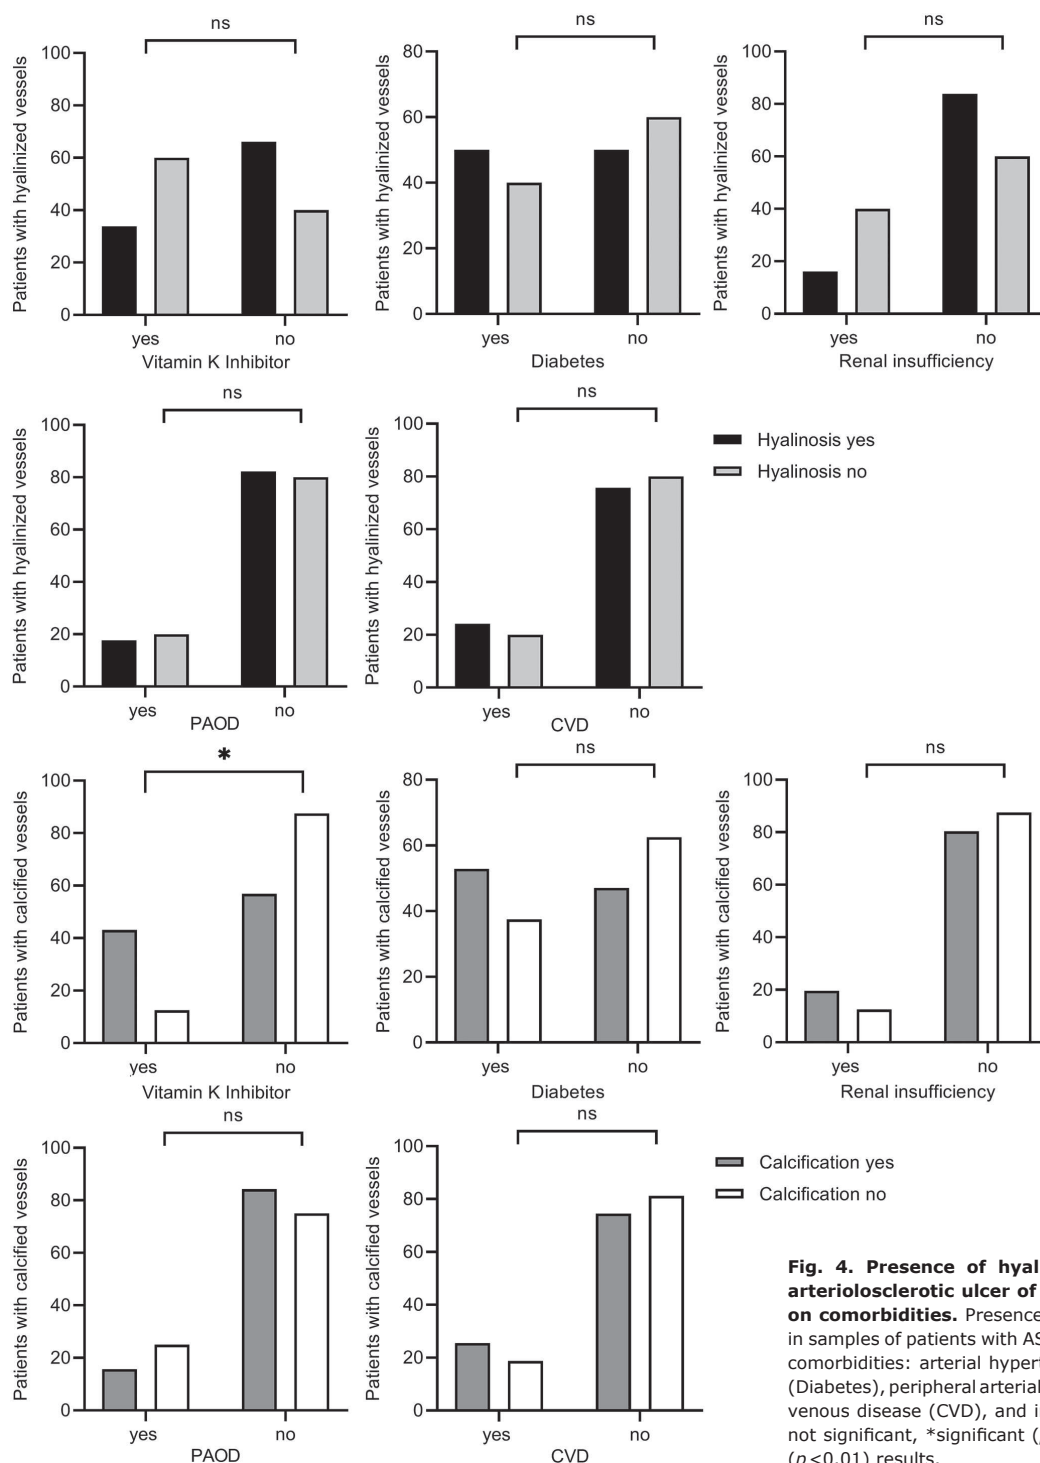 ns
Patients with hyalinized vessels
100
80
60
40
20
0
yes
no
Vitamin K Inhibitor
ns
Patients with hyalinized vessels
80
60
40
20
0
yes
no
Diabetes
ns
Patients with hyalinized vessels
100
80
60
40
20
0
yes
no
Renal insufficiency
ns
Patients with hyalinized vessels
100
80
60
40
20
0
yes
no
PAOD
ns
Patients with hyalinized vessels
100
80
60
40
20
0
yes
no
CVD
Hyalinosis yes
Hyalinosis no
*
Patients with calcified vessels
100
80
60
40
20
0
yes
no
Vitamin K Inhibitor
ns
Patients with calcified vessels
80
60
40
20
0
yes
no
Diabetes
ns
Patients with calcified vessels
100
80
60
40
20
0
yes
no
Renal insufficiency
ns
Patients with calcified vessels
100
80
60
40
20
0
yes
no
PAOD
ns
Patients with calcified vessels
100
80
60
40
20
0
yes
no
CVD
Calcification yes
Calcification no
Fig. 4. Presence of hyal
arteriolosclerotic ulcer of
on comorbidities. Presence
in samples of patients with AS
comorbidities: arterial hypert
(Diabetes), peripheral arterial
venous disease (CVD), and i
not significant, *significant (
(p<0.01) results.